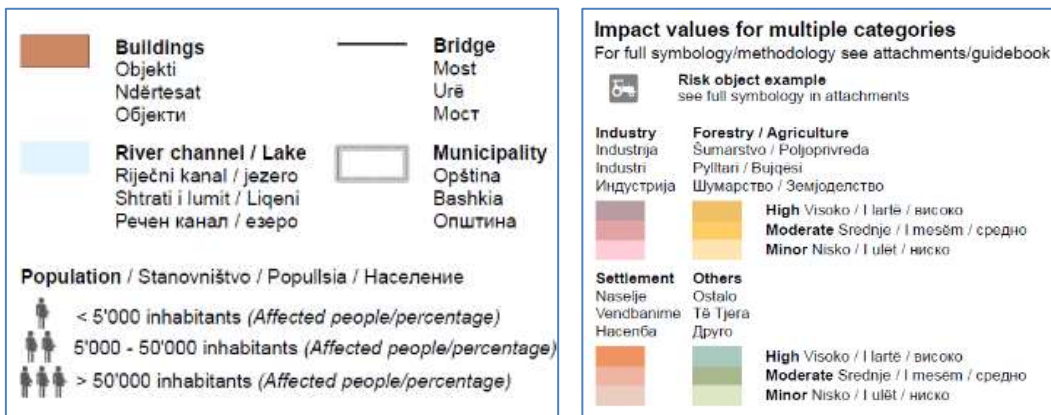 Buildings
Objekti
Ndërtesat
Објекти
Bridge
Most
Urë
Мост
River channel / Lake
Riječni kanal / jezero
Shtrati i lumit / Liqeni
Речен канал / езеро
Municipality
Opština
Bashkia
Општина
Population / Stanovništvo / Popullsia / Население
< 5'000 inhabitants (Affected people/percentage)
5'000 - 50'000 inhabitants (Affected people/percentage)
> 50'000 inhabitants (Affected people/percentage)
Impact values for multiple categories
For full symbology/methodology see attachments/guidebook
Risk object example
see full symbology in attachments
Industry
Industrija
Industri
Индустрија
Forestry / Agriculture
Šumarstvo / Poljoprivreda
Pylltari / Bujqësi
Шумарство / Земјоделство
High Visoko / I lartë / високо
Moderate Srednje / I mesëm / средно
Minor Nisko / I ulët / ниско
Settlement
Naselje
Vendbanime
Населба
Others
Ostalo
Të Tjera
Друго
High Visoko / I lartë / високо
Moderate Srednje / I mesëm / средно
Minor Nisko / I ulët / ниско